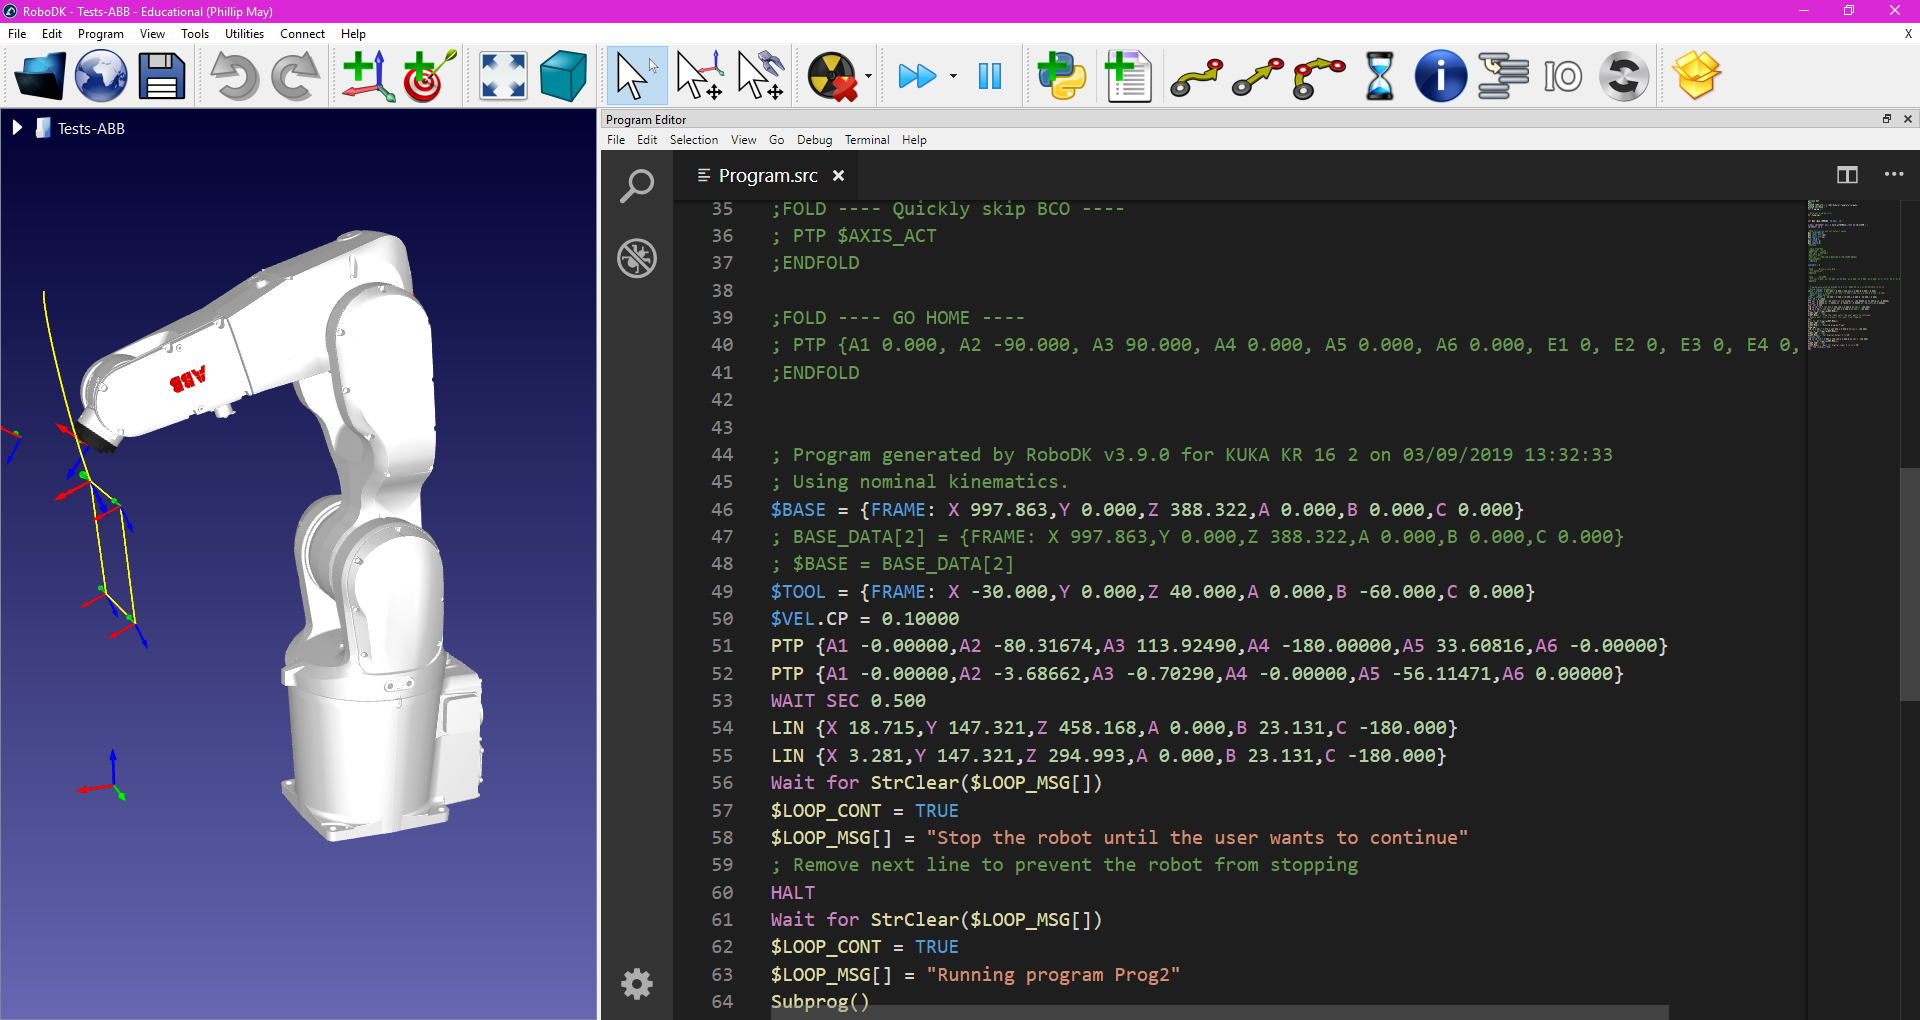 RoboDK - Tests-ABB - Educational (Phillip May)
File Edit Program View Tools Utilities Connect Help
X
IO
Tests-ABB
ABB
Program Editor
File Edit Selection View Go Debug Terminal Help
Program.src
35 ;FOLD ---- Quickly skip BCO ----
36 ; PTP $AXIS_ACT
37 ;ENDFOLD
38
39 ;FOLD ---- GO HOME ----
40 ; PTP {A1 0.000, A2 -90.000, A3 90.000, A4 0.000, A5 0.000, A6 0.000, E1 0, E2 0, E3 0, E4 0,
41 ;ENDFOLD
42
43
44 ; Program generated by RoboDK v3.9.0 for KUKA KR 16 2 on 03/09/2019 13:32:33
45 ; Using nominal kinematics.
46 $BASE = {FRAME: X 997.863,Y 0.000,Z 388.322,A 0.000,B 0.000,C 0.000}
47 ; BASE_DATA[2] = {FRAME: X 997.863,Y 0.000,Z 388.322,A 0.000,B 0.000,C 0.000}
48 ; $BASE = BASE_DATA[2]
49 $TOOL = {FRAME: X -30.000,Y 0.000,Z 40.000,A 0.000,B -60.000,C 0.000}
50 $VEL.CP = 0.10000
51 PTP {A1 -0.00000,A2 -80.31674,A3 113.92490,A4 -180.00000,A5 33.60816,A6 -0.00000}
52 PTP {A1 -0.00000,A2 -3.68662,A3 -0.70290,A4 -0.00000,A5 -56.11471,A6 0.00000}
53 WAIT SEC 0.500
54 LIN {X 18.715,Y 147.321,Z 458.168,A 0.000,B 23.131,C -180.000}
55 LIN {X 3.281,Y 147.321,Z 294.993,A 0.000,B 23.131,C -180.000}
56 Wait for StrClear($LOOP_MSG[])
57 $LOOP_CONT = TRUE
58 $LOOP_MSG[] = "Stop the robot until the user wants to continue"
59 ; Remove next line to prevent the robot from stopping
60 HALT
61 Wait for StrClear($LOOP_MSG[])
62 $LOOP_CONT = TRUE
63 $LOOP_MSG[] = "Running program Prog2"
64 Subprog()